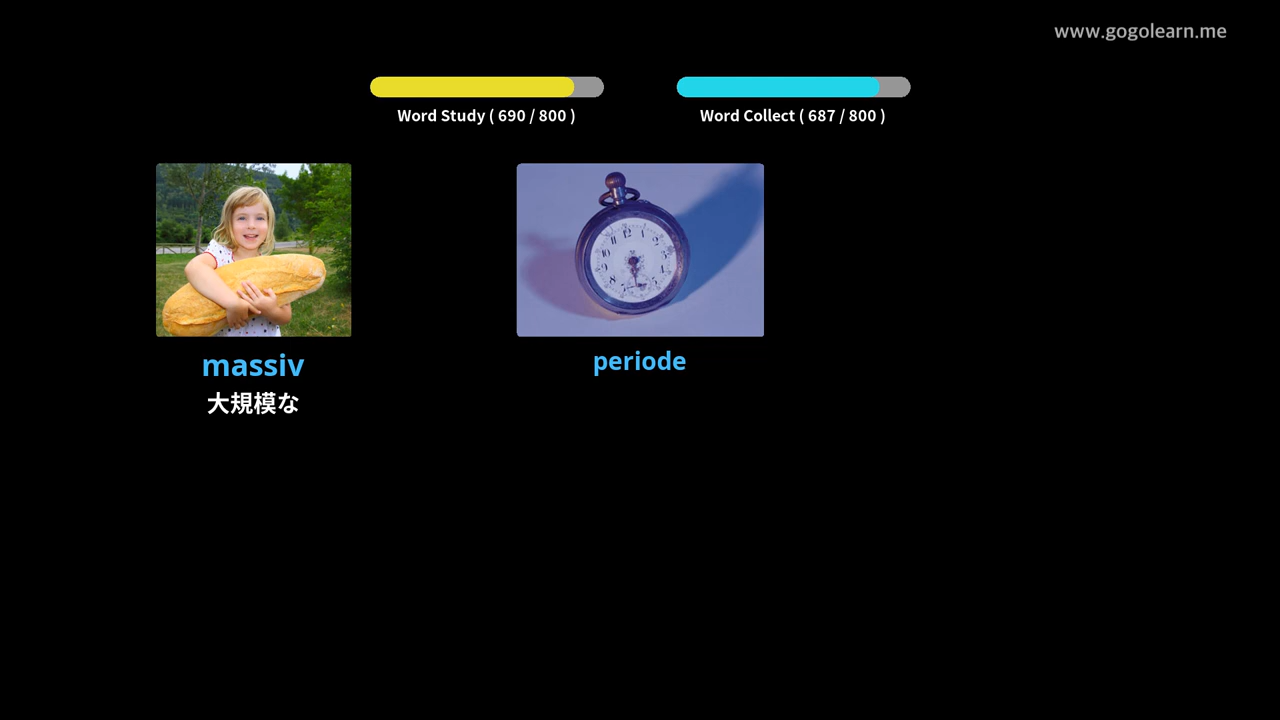 www.gogolearn.me
Word Study ( 690 / 800 )
Word Collect ( 687 / 800 )
massiv
大規模な
periode